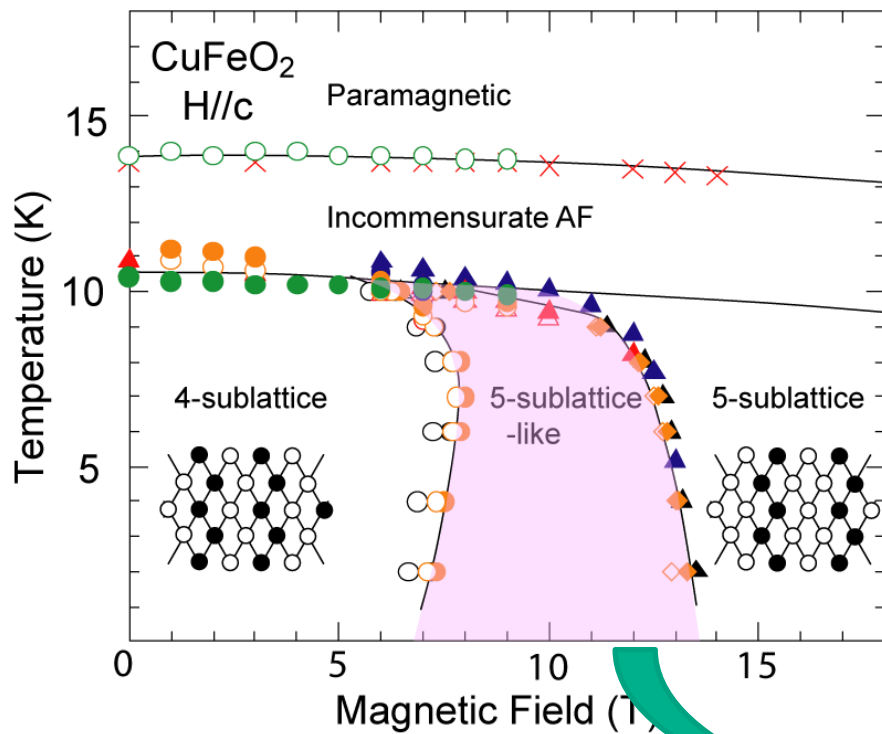 CuFeO₂
H//c
Paramagnetic
15
Incommensurate AF
10
Temperature (K)
4-sublattice
5-sublattice
-like
5-sublattice
5
0
5
10
15
Magnetic Field (T)